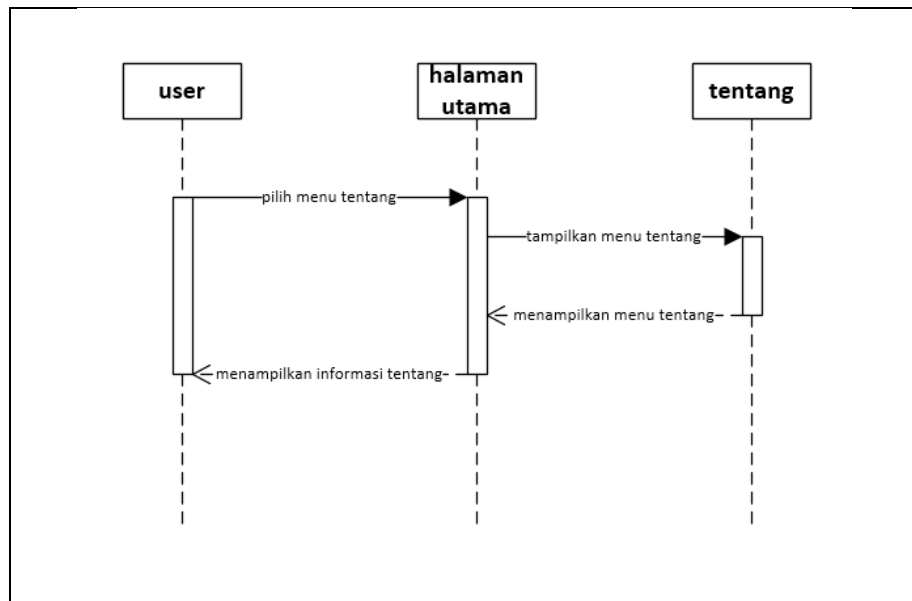 user
halaman
utama
tentang
pilih menu tentang
tampilkan menu tentang
menampilkan menu tentang
menampilkan informasi tentang